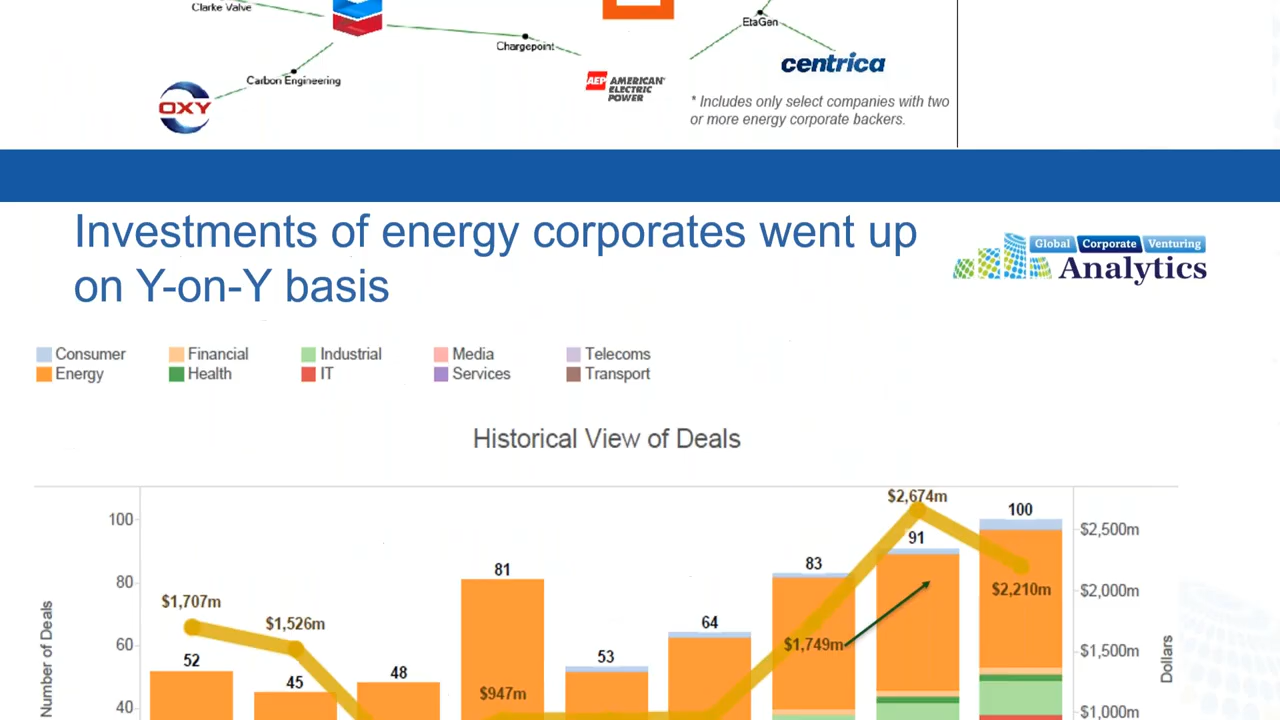 Clarke Valve
EtaGen
Chargepoint
centrica
Carbon Engineering
AEP AMERICAN
ELECTRIC
POWER
OXY
* Includes only select companies with two
or more energy corporate backers.
Investments of energy corporates went up
on Y-on-Y basis
Global Corporate Venturing
Analytics
Consumer Financial Industrial Media Telecoms
Energy Health IT Services Transport
Historical View of Deals
$2,674m
100
100
$2,500m
91
83
81
80
$2,000m
$2,210m
$1,707m
$1,526m
64
60
$1,749m
$1,500m
52
53
45
48
$947m
40
$1,000m
Number of Deals
Dollars